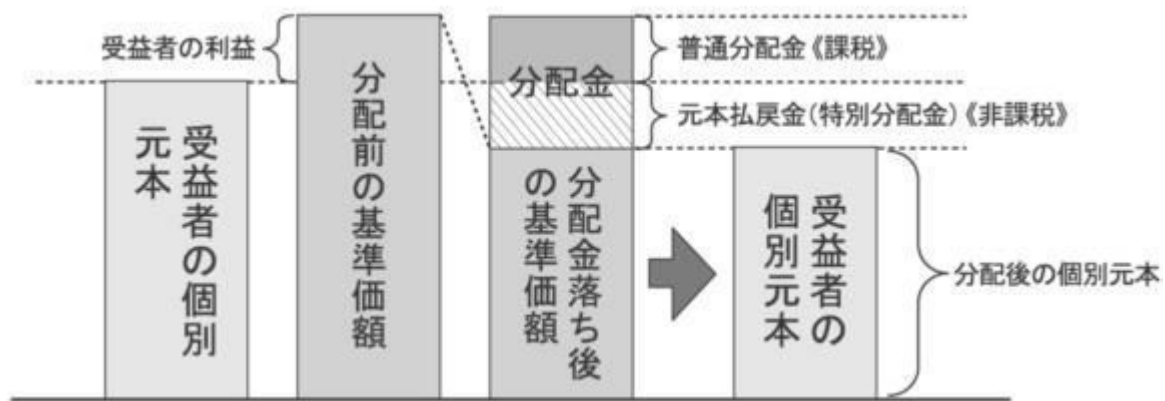 受益者の利益
受益者の個別
元本
分配前の基準価額
分配金
分配金落ち後
の基準価額
普通分配金《課税》
元本払戻金(特別分配金)《非課税》
受益者の
個別元本
分配後の個別元本